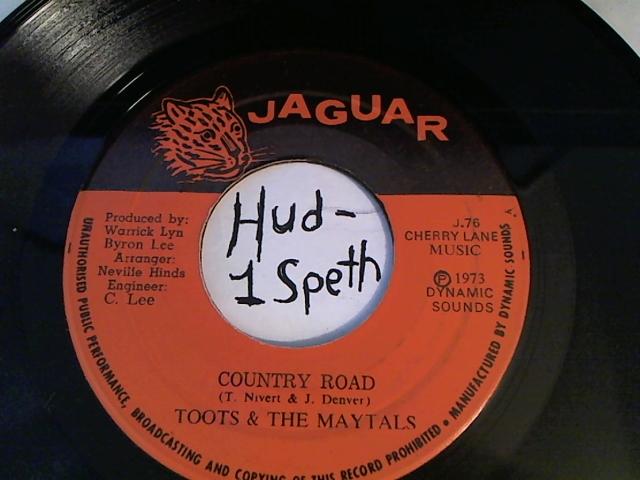 JAGUAR
Produced by:
Warrick Lyn
Byron Lee
Arranger:
Neville Hinds
Engineer:
C. Lee
Hud-
1 Speth
J.76
CHERRY LANE
MUSIC
Ⓟ 1973
DYNAMIC
SOUNDS
COUNTRY ROAD
(T. Nivert & J. Denver)
TOOTS & THE MAYTALS
URAUTHORISED PUBLIC PERFORMANCE, BROADCASTING AND COPYING OF THIS RECORD PROHIBITED • MANUFACTURED BY DYNAMIC SOUNDS